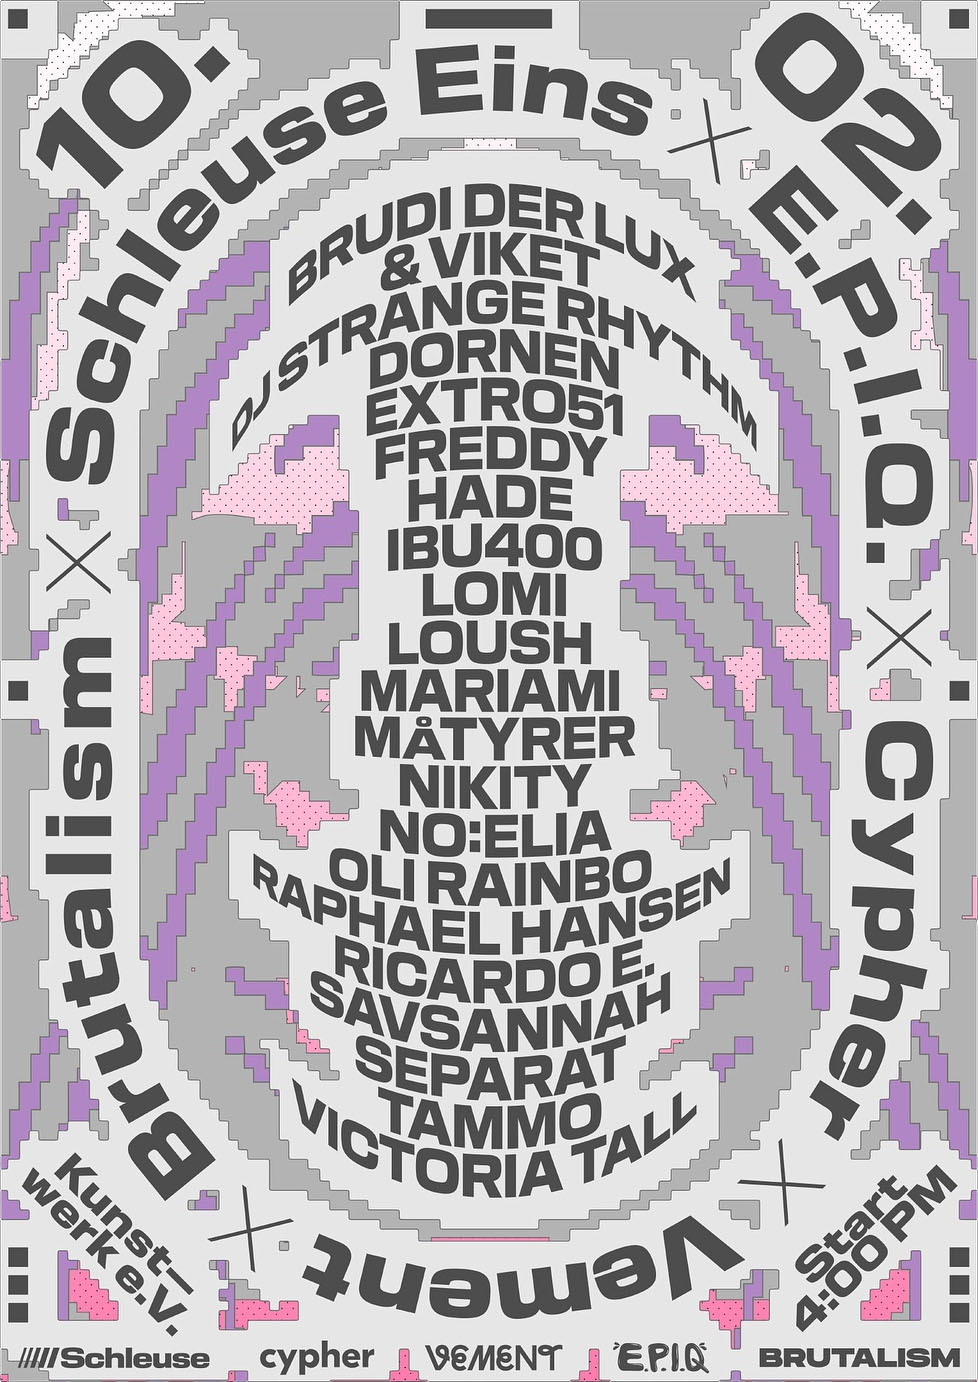 10.
02.
Schleuse Eins
E.P.I.Q.
Cypher
Vement
Brutalism
BRUDI DER LUX
& VIKET
DJ STRANGE RHYTHM
DORNEN
EXTRO51
FREDDY
HADE
IBU400
LOMI
LOUSH
MARIAMI
MÅTYRER
NIKITY
NO:ELIA
OLI RAINBO
RAPHAEL HANSEN
RICARDO E.
SAVSANNAH
SEPARAT
TAMMO
VICTORIA TALL
Kunst—
werk e.V.
Start
4:00 PM
/////Schleuse
cypher
VEMENT
E.P.I.Q
BRUTALISM